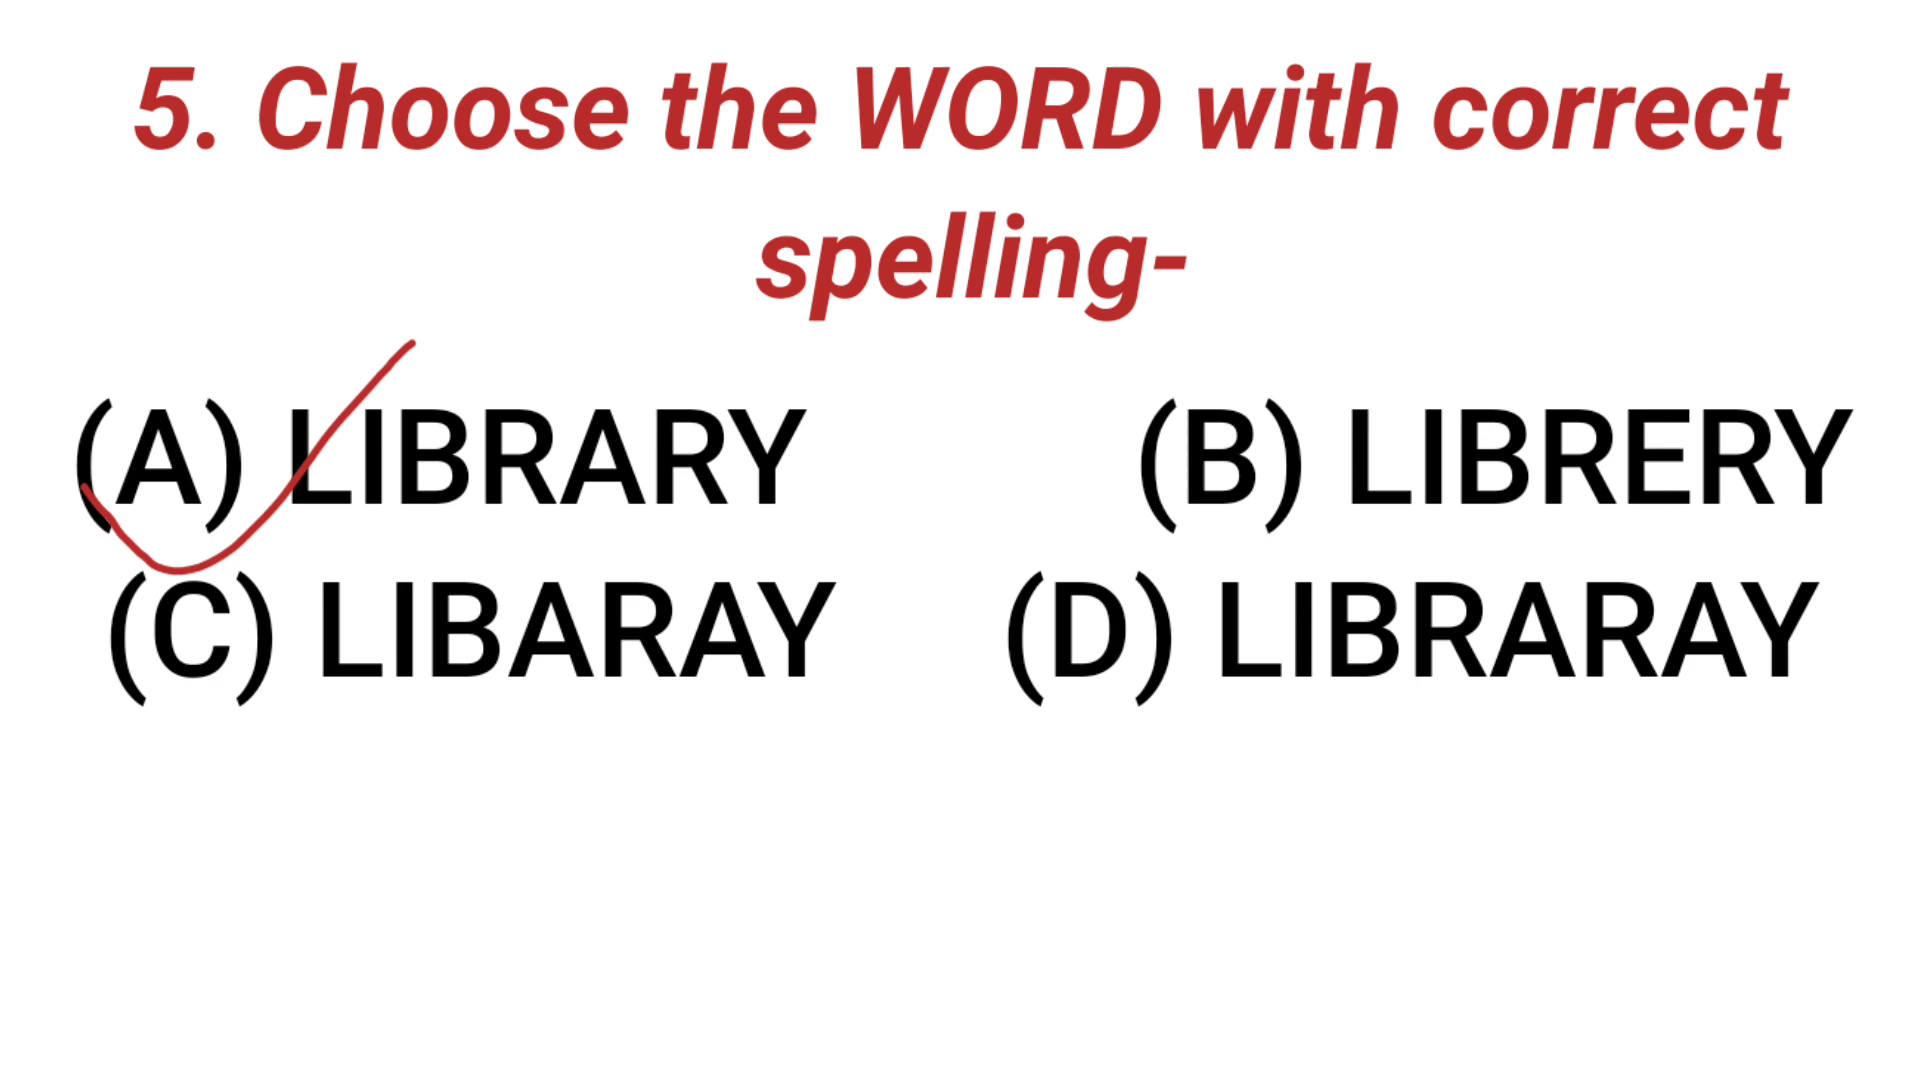 5. Choose the WORD with correct
spelling-
(A) LIBRARY (B) LIBRERY
(C) LIBARAY (D) LIBRARAY